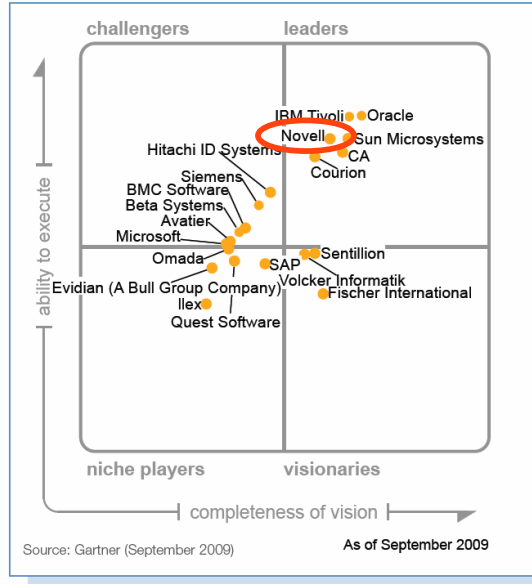 challengers
leaders
IBM Tivoli
Oracle
Novell
Sun Microsystems
Hitachi ID Systems
CA
Courion
Siemens
BMC Software
Beta Systems
Avatier
Microsoft
Omada
SAP
Sentillion
Volcker Informatik
Evidian (A Bull Group Company)
Fischer International
Ilex
Quest Software
ability to execute
niche players
visionaries
completeness of vision
Source: Gartner (September 2009)
As of September 2009